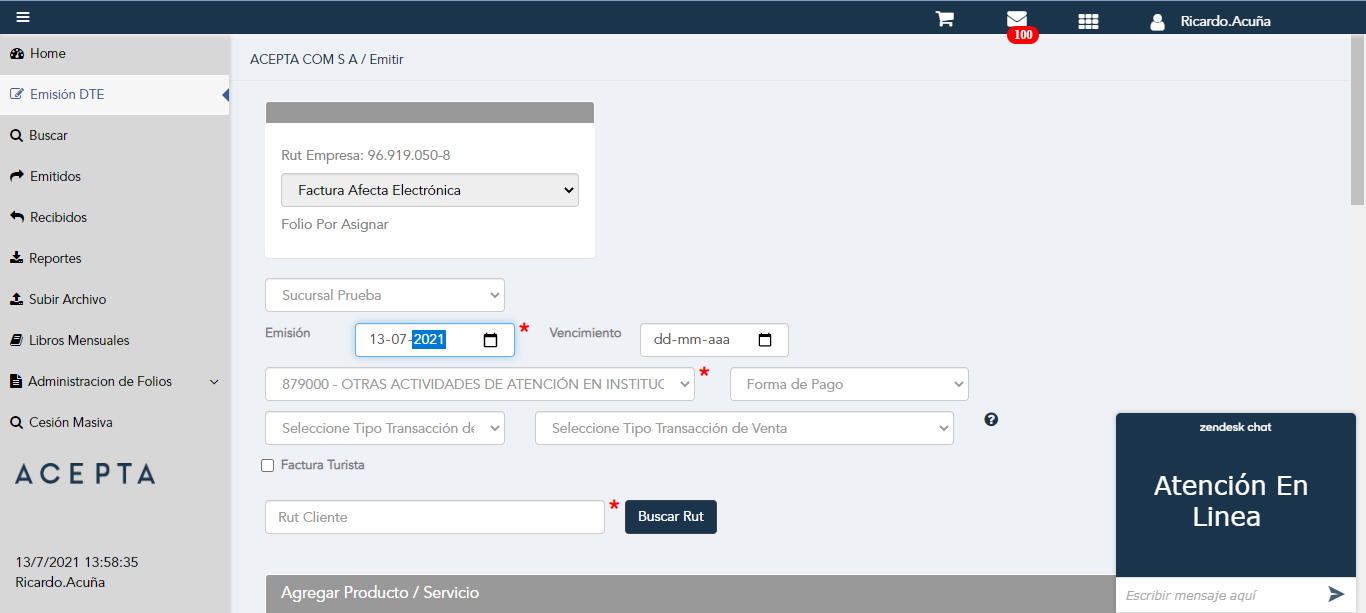 Ricardo.Acuña
100
Home
Emisión DTE
Buscar
Emitidos
Recibidos
Reportes
Subir Archivo
Libros Mensuales
Administracion de Folios
Cesión Masiva
ACEPTA
13/7/2021 13:58:35
Ricardo.Acuña
ACEPTA COM S A / Emitir
Rut Empresa: 96.919.050-8
Factura Afecta Electrónica
Folio Por Asignar
Sucursal Prueba
Emisión 13-07-2021 * Vencimiento dd-mm-aaa
879000 - OTRAS ACTIVIDADES DE ATENCIÓN EN INSTITUC * Forma de Pago
Seleccione Tipo Transacción de Seleccione Tipo Transacción de Venta ?
Factura Turista
Rut Cliente * Buscar Rut
Agregar Producto / Servicio
zendesk chat
Atención En
Linea
Escribir mensaje aquí